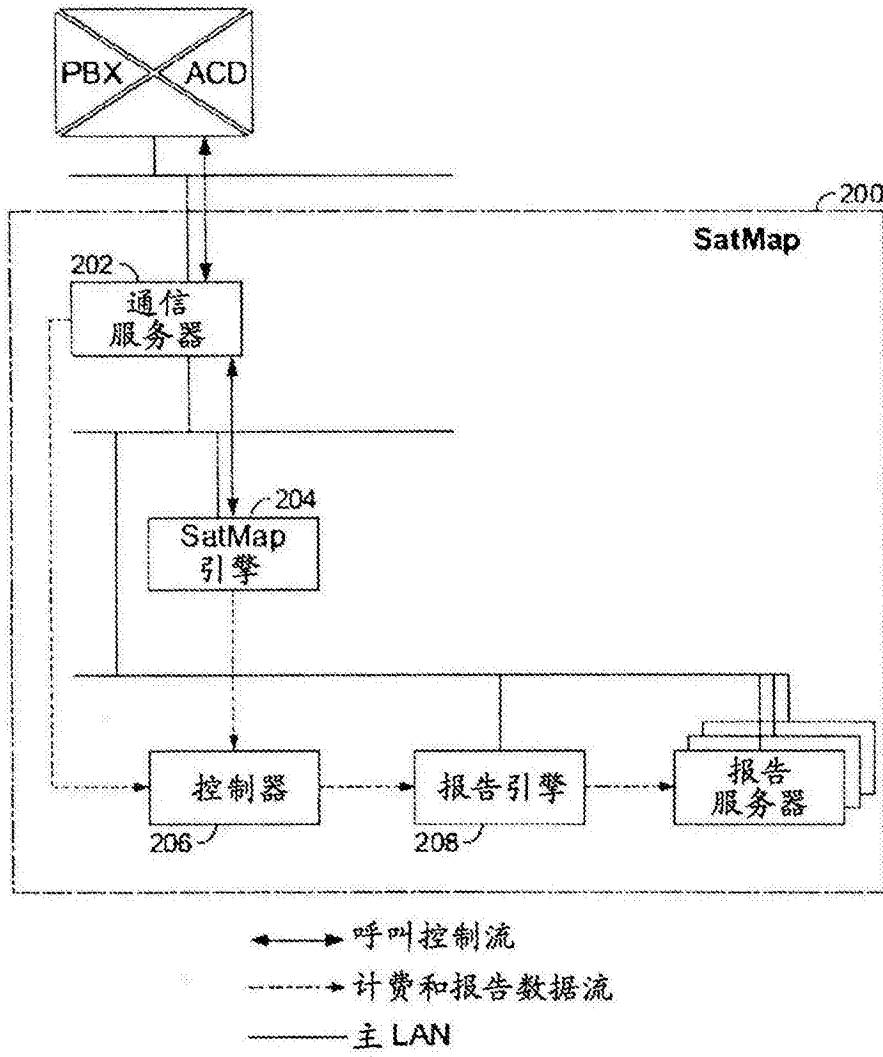 PBX ACD
200
SatMap
202
通信
服务器
204
SatMap
引擎
控制器
206
报告引擎
208
报告
服务器
呼叫控制流
计费和报告数据流
主 LAN